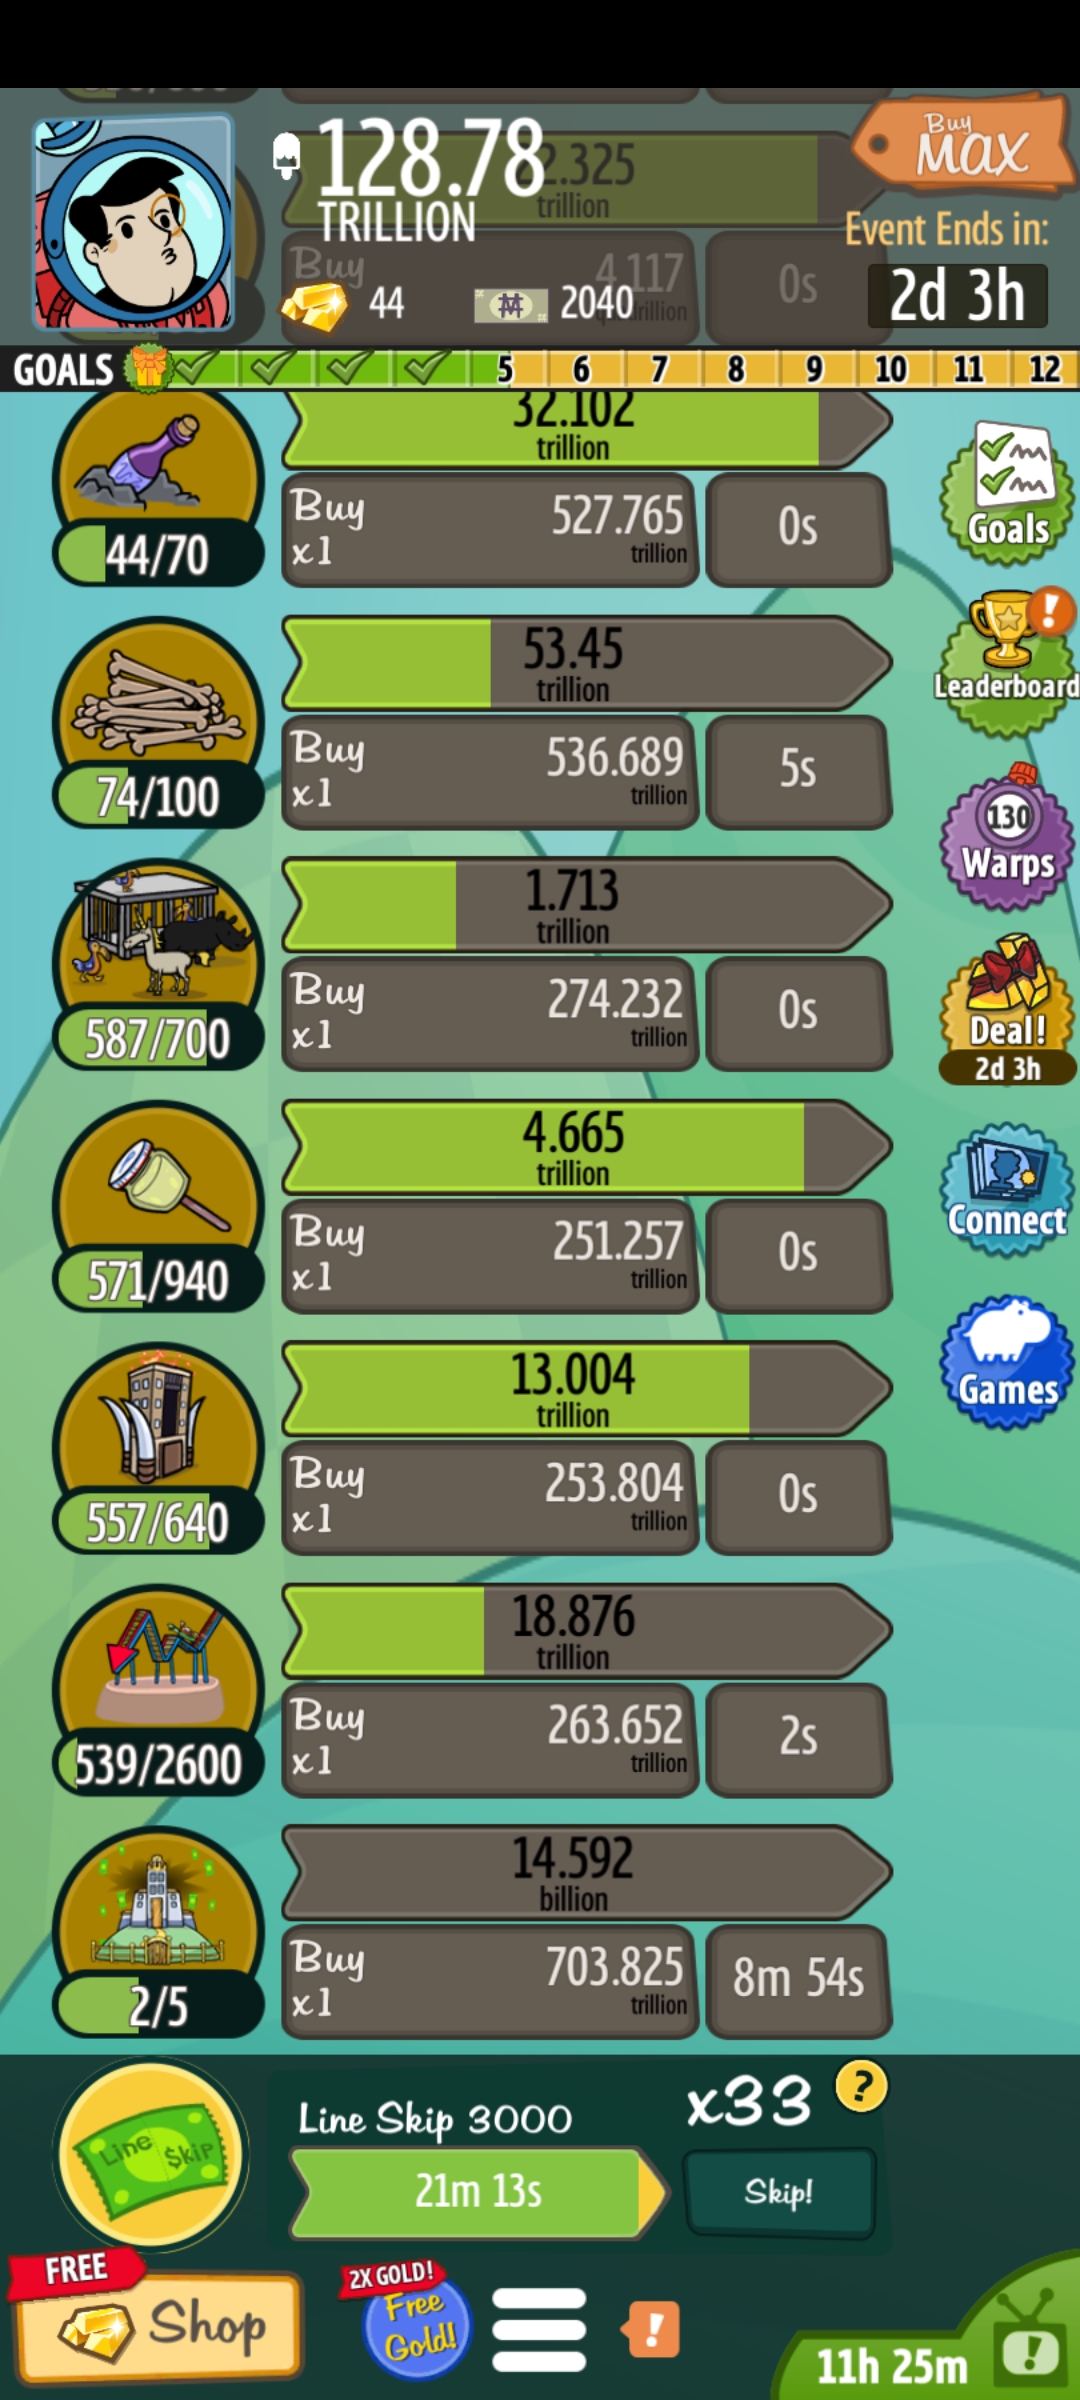 128.78
TRILLION
Buy
MAX
2.325
trillion
Event Ends in:
2d 3h
Buy
4.117
0s
44
2040
GOALS 5 6 7 8 9 10 11 12
32.102
trillion
Buy
x1
527.765
trillion
0s
44/70
Goals
53.45
trillion
Buy
x1
536.689
trillion
5s
74/100
Leaderboard
1.713
trillion
Buy
x1
274.232
trillion
0s
587/700
130
Warps
Deal!
2d 3h
4.665
trillion
Buy
x1
251.257
trillion
0s
571/940
Connect
13.004
trillion
Buy
x1
253.804
trillion
0s
557/640
Games
18.876
trillion
Buy
x1
263.652
trillion
2s
539/2600
14.592
billion
Buy
x1
703.825
trillion
8m 54s
2/5
Line $kip
Line Skip 3000
x33
?
21m 13s
Skip!
FREE
Shop
2X GOLD!
Free
Gold!
!
11h 25m
!